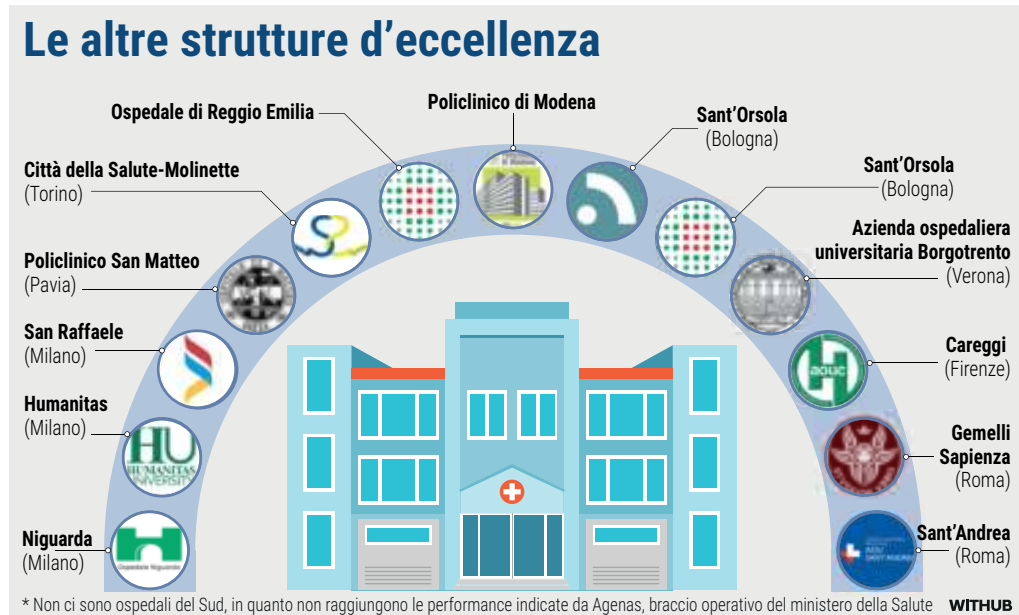 Le altre strutture d'eccellenza
Ospedale di Reggio Emilia
Policlinico di Modena
Sant'Orsola
(Bologna)
Città della Salute-Molinette
(Torino)
Sant'Orsola
(Bologna)
Policlinico San Matteo
(Pavia)
Azienda ospedaliera
universitaria Borgotrento
(Verona)
San Raffaele
(Milano)
Careggi
(Firenze)
aouc
Humanitas
(Milano)
HU
HUMANITAS
UNIVERSITY
Gemelli
Sapienza
(Roma)
Niguarda
(Milano)
Ospedale Niguarda
Sant'Andrea
(Roma)
SANT'ANDREA
* Non ci sono ospedali del Sud, in quanto non raggiungono le performance indicate da Agenas, braccio operativo del ministero della Salute
WITHUB